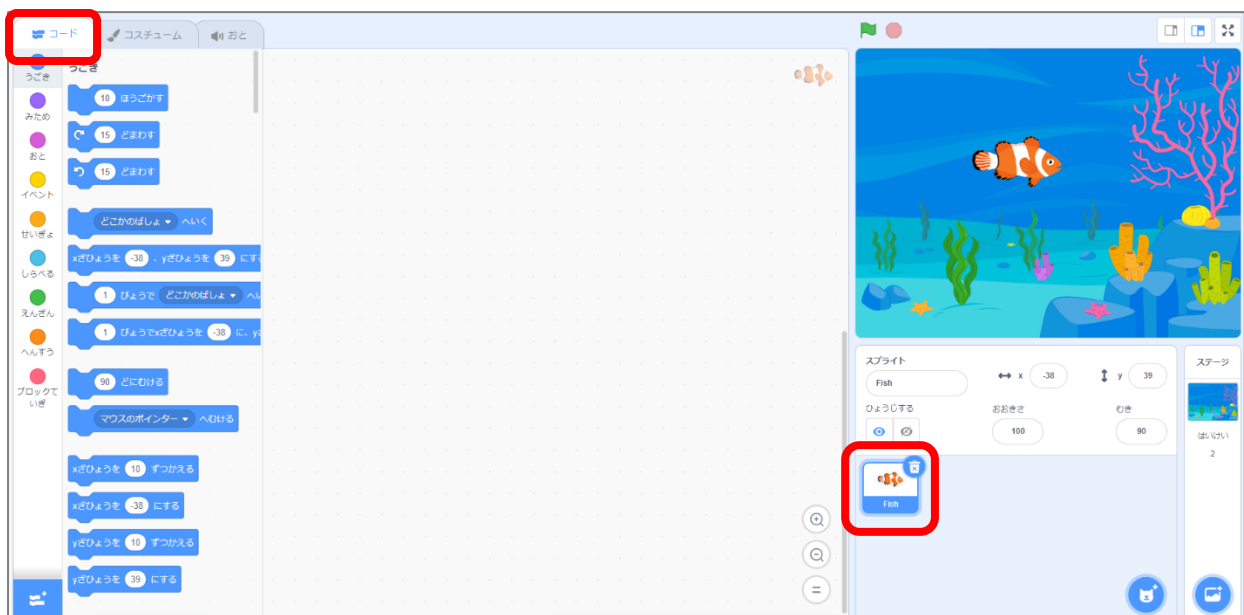 コード
コスチューム
おと
うごき
みため
おと
イベント
せいぎょ
しらべる
えんざん
へんすう
ブロックて
いぎ
うごき
10 ほうごかす
15 どまわす
15 どまわす
どこかのばしょ へいく
xざひょうを -38 、yざひょうを 39 にす
1 びょうで どこかのばしょ へ
1 びょうでxざひょうを -38 に、y
90 どにむける
マウスのポインター へむける
xざひょうを 10 ずつかえる
xざひょうを -38 にする
yざひょうを 10 ずつかえる
yざひょうを 39 にする
スプライト
Fish
x -38
y 39
ひょうじする
おおきさ
100
むき
90
Fish
ステージ
はいけい
2